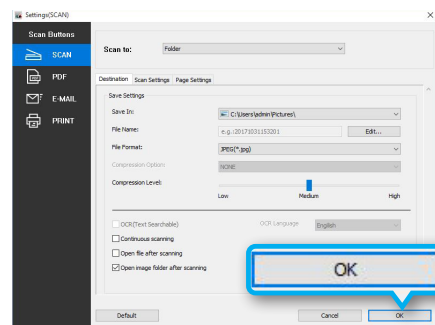 Settings(SCAN)
Scan Buttons
SCAN
PDF
E-MAIL
PRINT
Scan to: Folder
Destination Scan Settings Page Settings
Save Settings
Save In: C:\Users\admin\Pictures\
File Name: e.g.:20171031153201 Edit...
File Format: JPEG(*.jpg)
Compression Option: NONE
Compression Level:
Low Medium High
OCR(Text Searchable) OCR Language English
Continuous scanning
Open file after scanning
Open image folder after scanning
OK
Default Cancel OK